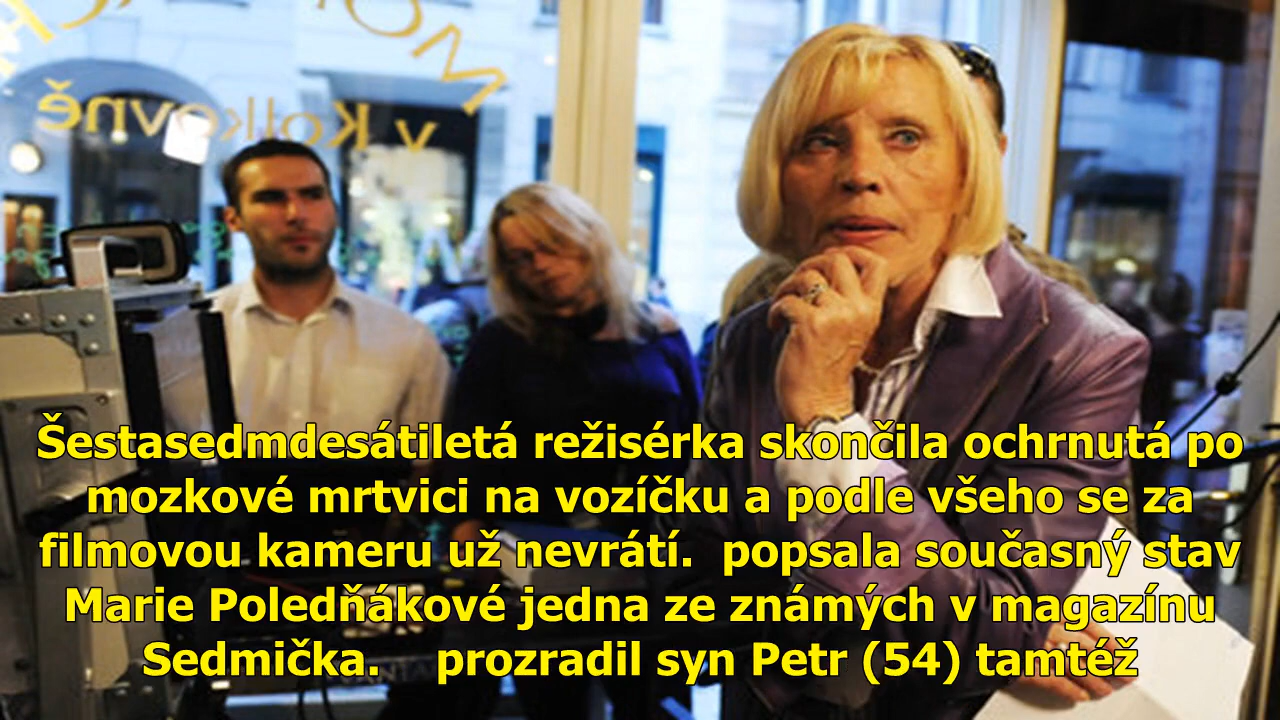 v Kolkovně
Šestasedmdesátiletá režisérka skončila ochrnutá po
mozkové mrtvici na vozíčku a podle všeho se za
filmovou kameru už nevrátí.  popsala současný stav
Marie Poledňákové jedna ze známých v magazínu
Sedmička.    prozradil syn Petr (54) tamtéž